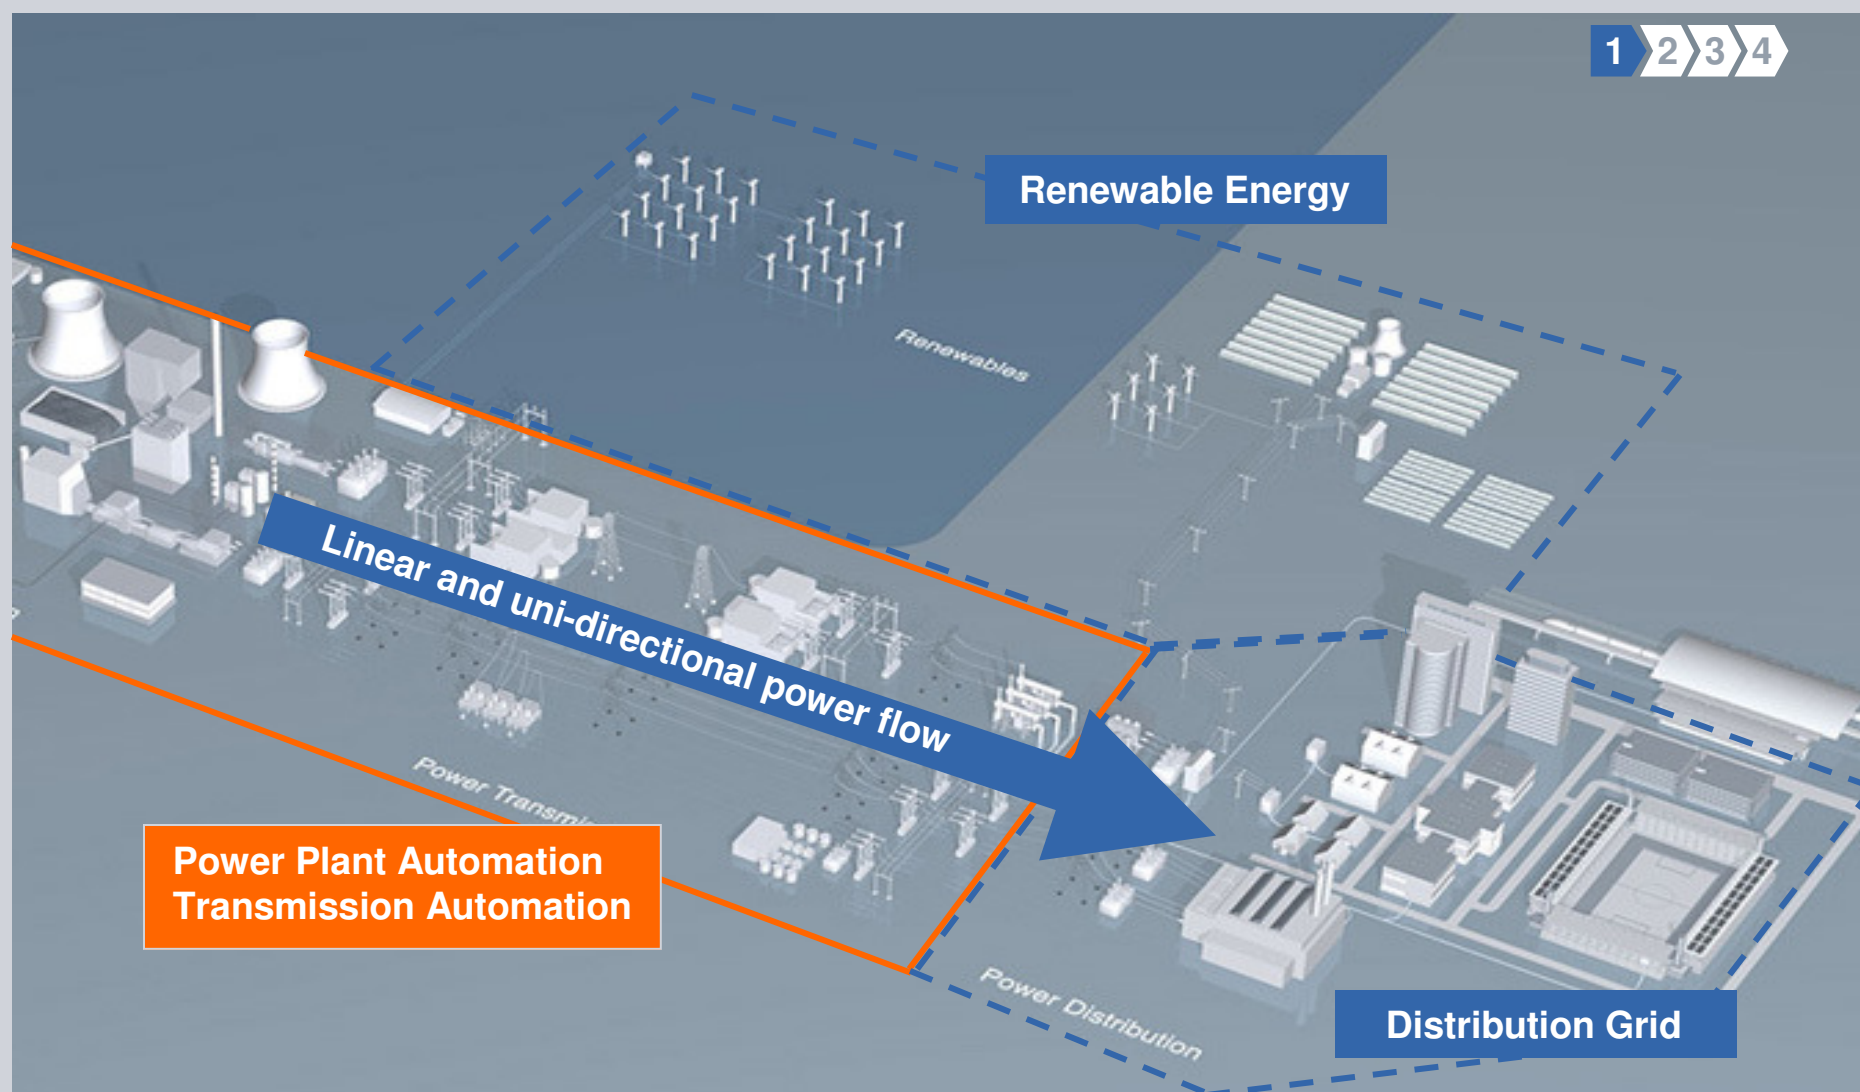 1 2 3 4
Renewable Energy
Renewables
Linear and uni-directional power flow
Power
Power Plant Automation
Transmission Automation
Power Distribution
Distribution Grid